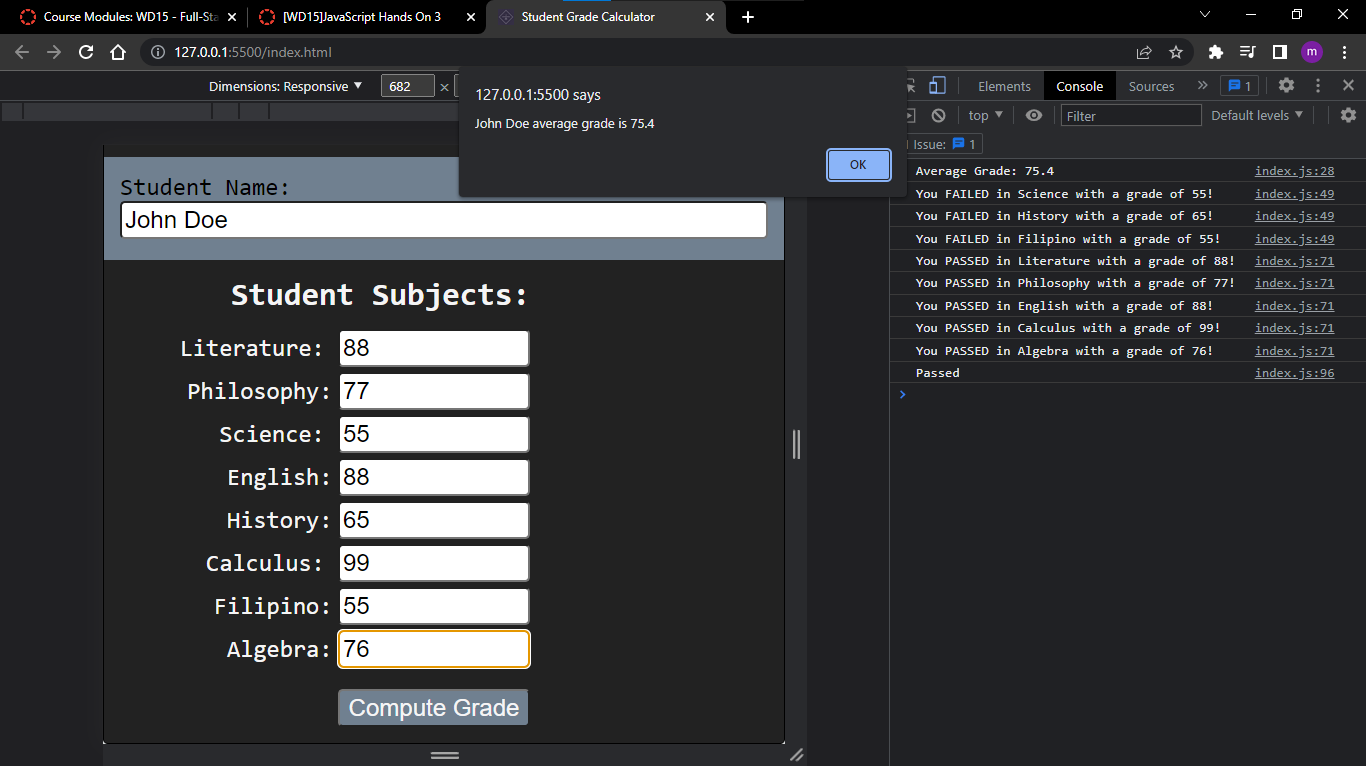 Course Modules: WD15 - Full-Sta
[WD15]JavaScript Hands On 3
Student Grade Calculator
127.0.0.1:5500/index.html
m
Dimensions: Responsive
682
×
Elements
Console
Sources
»
1
127.0.0.1:5500 says
John Doe average grade is 75.4
OK
top
Filter
Default levels
Issue: 1
Average Grade: 75.4 index.js:28
You FAILED in Science with a grade of 55! index.js:49
You FAILED in History with a grade of 65! index.js:49
You FAILED in Filipino with a grade of 55! index.js:49
You PASSED in Literature with a grade of 88! index.js:71
You PASSED in Philosophy with a grade of 77! index.js:71
You PASSED in English with a grade of 88! index.js:71
You PASSED in Calculus with a grade of 99! index.js:71
You PASSED in Algebra with a grade of 76! index.js:71
Passed index.js:96
Student Name:
John Doe
Student Subjects:
Literature: 88
Philosophy: 77
Science: 55
English: 88
History: 65
Calculus: 99
Filipino: 55
Algebra: 76
Compute Grade